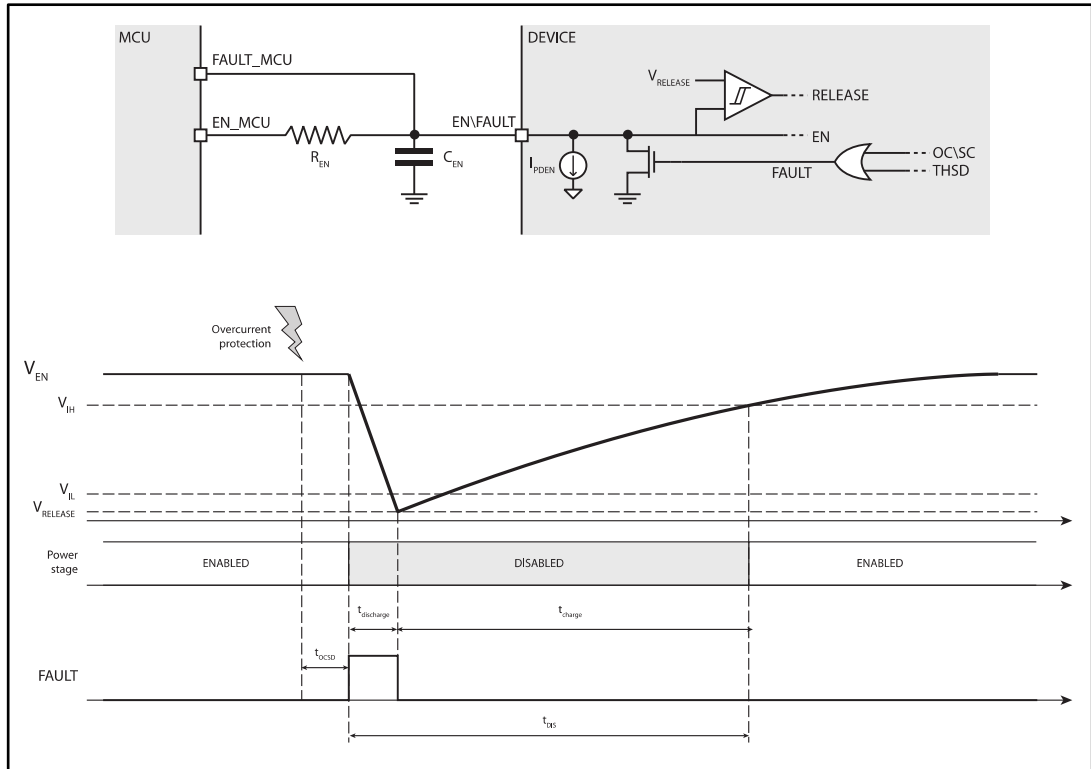 MCU
DEVICE
FAULT_MCU
V_RELEASE
RELEASE
EN_MCU
EN\FAULT
EN
R_EN
C_EN
I_PDEN
FAULT
OC\SC
THSD
Overcurrent
protection
V_EN
V_IH
V_IL
V_RELEASE
Power
stage
ENABLED
DISABLED
ENABLED
t_discharge
t_charge
t_OCSD
FAULT
t_DIS